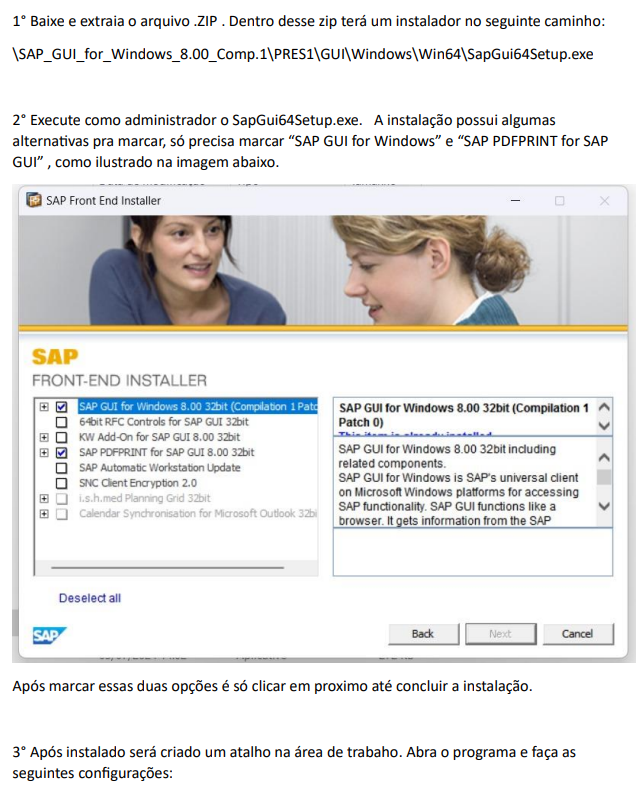 1° Baixe e extraia o arquivo .ZIP . Dentro desse zip terá um instalador no seguinte caminho:
\SAP_GUI_for_Windows_8.00_Comp.1\PRES1\GUI\Windows\Win64\SapGui64Setup.exe
2° Execute como administrador o SapGui64Setup.exe. A instalação possui algumas
alternativas pra marcar, só precisa marcar “SAP GUI for Windows” e “SAP PDFPRINT for SAP
GUI” , como ilustrado na imagem abaixo.
SAP Front End Installer
SAP
FRONT-END INSTALLER
SAP GUI for Windows 8.00 32bit (Compilation 1 Patc
64bit RFC Controls for SAP GUI 32bit
KW Add-On for SAP GUI 8.00 32bit
SAP PDFPRINT for SAP GUI 8.00 32bit
SAP Automatic Workstation Update
SNC Client Encryption 2.0
i.s.h.med Planning Grid 32bit
Calendar Synchronisation for Microsoft Outlook 32bi
SAP GUI for Windows 8.00 32bit (Compilation 1
Patch 0)
This item is already installed
SAP GUI for Windows 8.00 32bit including
related components.
SAP GUI for Windows is SAP's universal client
on Microsoft Windows platforms for accessing
SAP functionality. SAP GUI functions like a
browser. It gets information from the SAP
Deselect all
SAP
Back
Next
Cancel
Após marcar essas duas opções é só clicar em proximo até concluir a instalação.
3° Após instalado será criado um atalho na área de trabaho. Abra o programa e faça as
seguintes configurações: